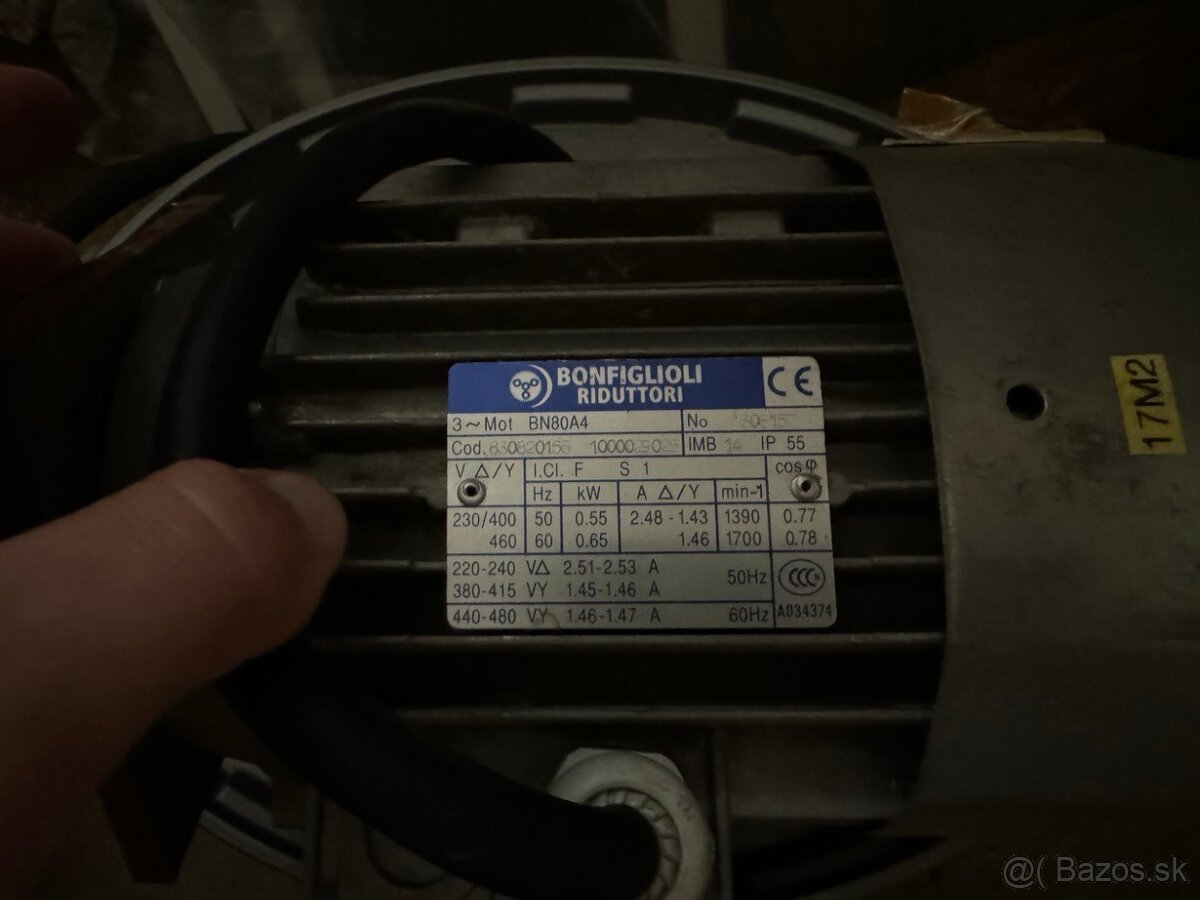 BONFIGLIOLI
RIDUTTORI
CE
3~Mot BN80A4 No
Cod. IMB 14 IP 55
V Δ/Y I.Cl. F S 1 cosφ
Hz kW A Δ/Y min-1
230/400 50 0.55 2.48 - 1.43 1390 0.77
460 60 0.65 1.46 1700 0.78
220-240 VΔ 2.51-2.53 A 50Hz
380-415 VY 1.45-1.46 A
CCC
440-480 VY 1.46-1.47 A 60Hz A034374
17M2
@( Bazos.sk